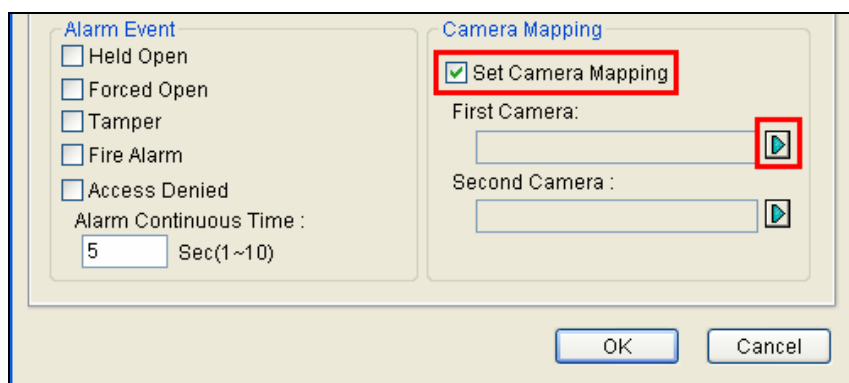 Alarm Event
Held Open
Forced Open
Tamper
Fire Alarm
Access Denied
Alarm Continuous Time :
5 Sec(1~10)
Camera Mapping
Set Camera Mapping
First Camera:
Second Camera :
OK Cancel